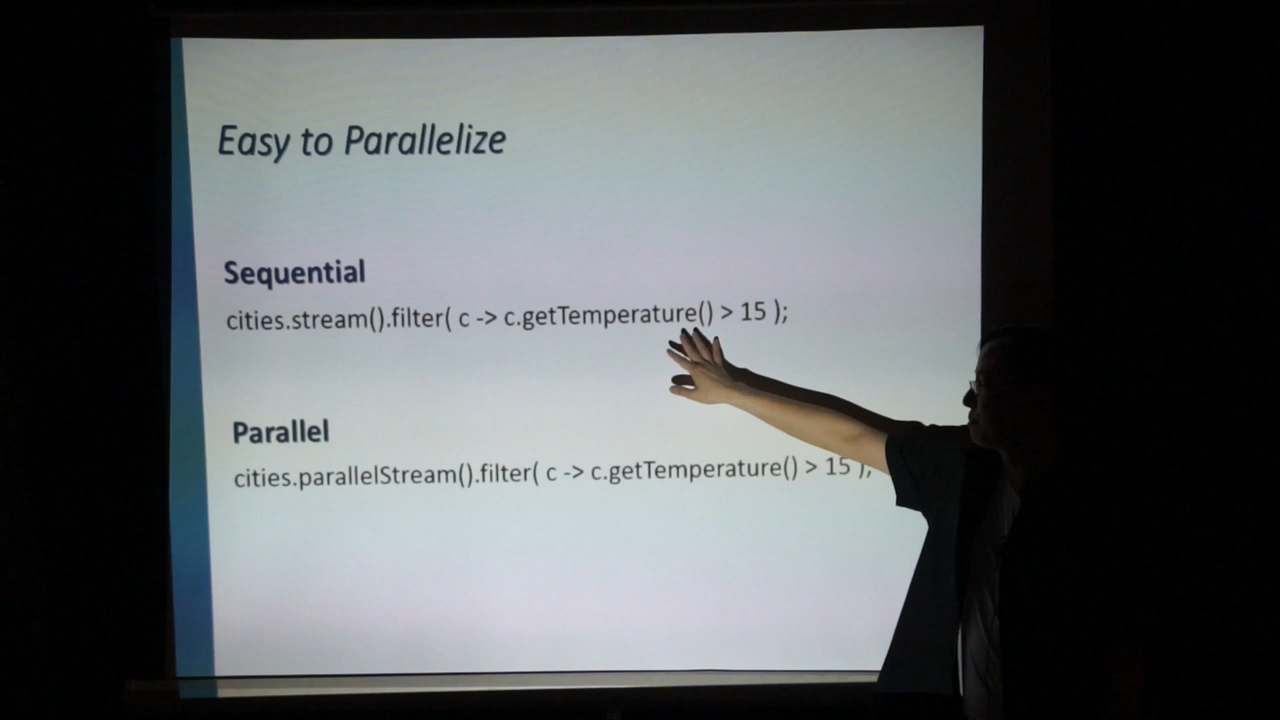 Easy to Parallelize
Sequential
cities.stream().filter( c -> c.getTemperature() > 15 );
Parallel
cities.parallelStream().filter( c -> c.getTemperature() > 15 );